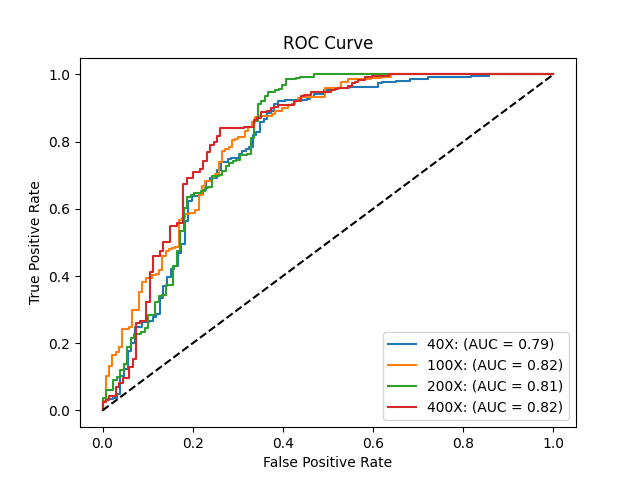 ROC Curve
True Positive Rate
1.0
0.8
0.6
0.4
0.2
0.0
40X: (AUC = 0.79)
100X: (AUC = 0.82)
200X: (AUC = 0.81)
400X: (AUC = 0.82)
0.0 0.2 0.4 0.6 0.8 1.0
False Positive Rate